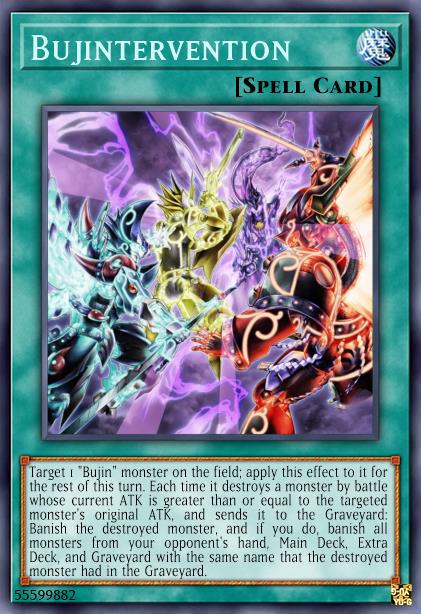 Bujintervention
魔
[Spell Card]
Target 1 "Bujin" monster on the field; apply this effect to it for
the rest of this turn. Each time it destroys a monster by battle
whose current ATK is greater than or equal to the targeted
monster's original ATK, and sends it to the Graveyard:
Banish the destroyed monster, and if you do, banish all
monsters from your opponent's hand, Main Deck, Extra
Deck, and Graveyard with the same name that the destroyed
monster had in the Graveyard.
55599882